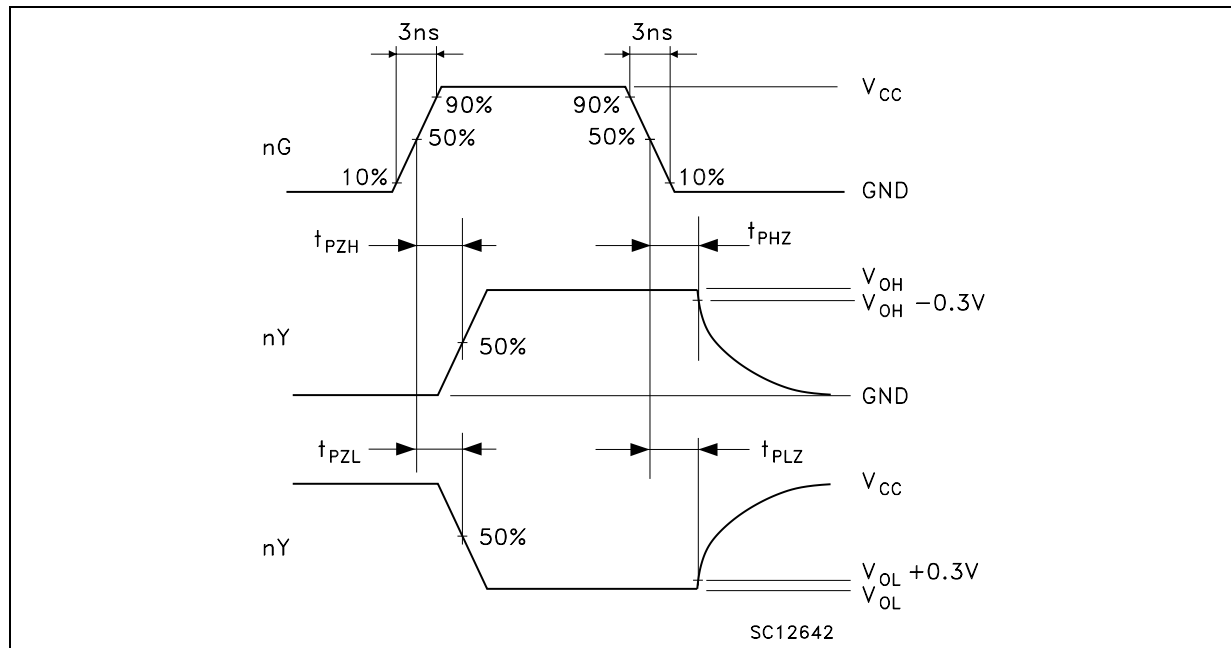 3ns 3ns
V_CC
90% 90%
50% 50%
nG
10% 10%
GND
t_PZH t_PHZ
V_OH
V_OH −0.3V
nY
50%
GND
t_PZL t_PLZ
V_CC
50%
nY
V_OL +0.3V
V_OL
SC12642